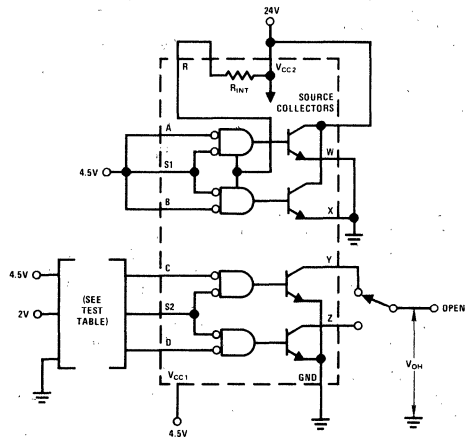 24V
R
V_CC2
R_INT
SOURCE
COLLECTORS
A
W
4.5V
S1
B
X
Y
4.5V
C
2V
(SEE
TEST
TABLE)
S2
OPEN
Z
D
V_OH
V_CC1
GND
4.5V